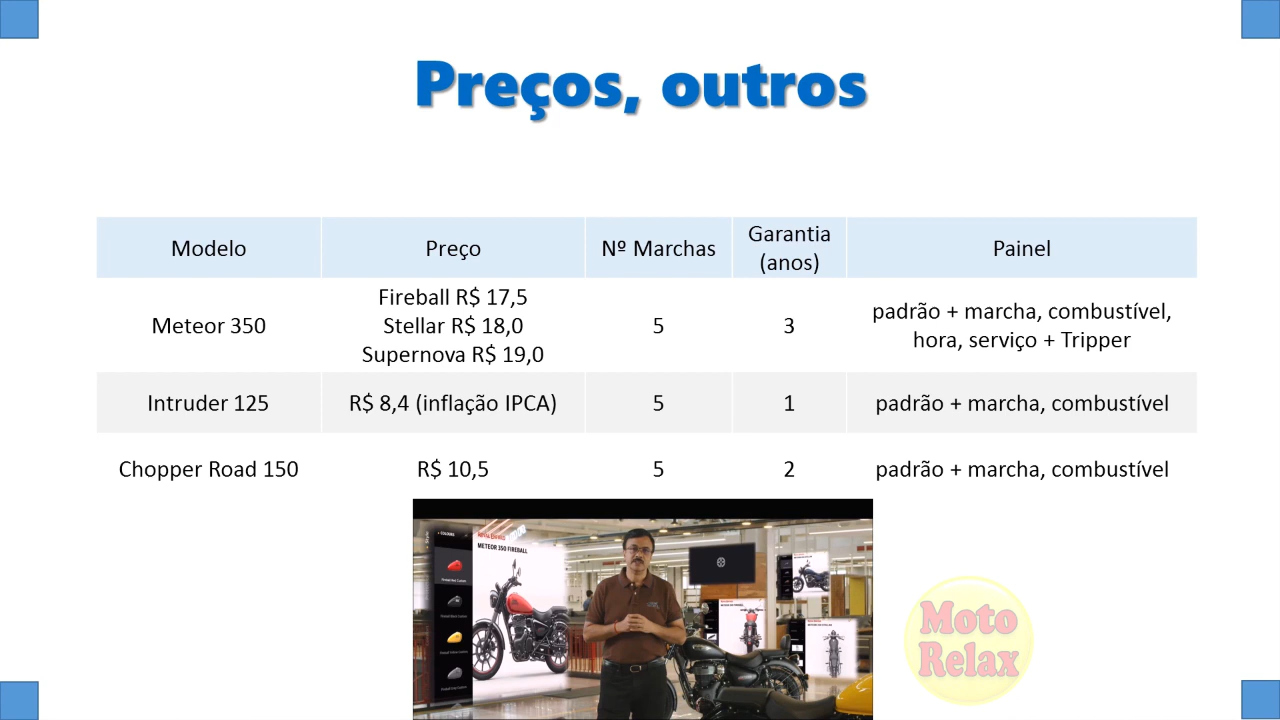 Preços, outros
Modelo
Preço
Nº Marchas
Garantia
(anos)
Painel
Meteor 350
Fireball R$ 17,5
Stellar R$ 18,0
Supernova R$ 19,0
5
3
padrão + marcha, combustível,
hora, serviço + Tripper
Intruder 125
R$ 8,4 (inflação IPCA)
5
1
padrão + marcha, combustível
Chopper Road 150
R$ 10,5
5
2
padrão + marcha, combustível
COLOURS
METEOR 350 FIREBALL
Moto
Relax